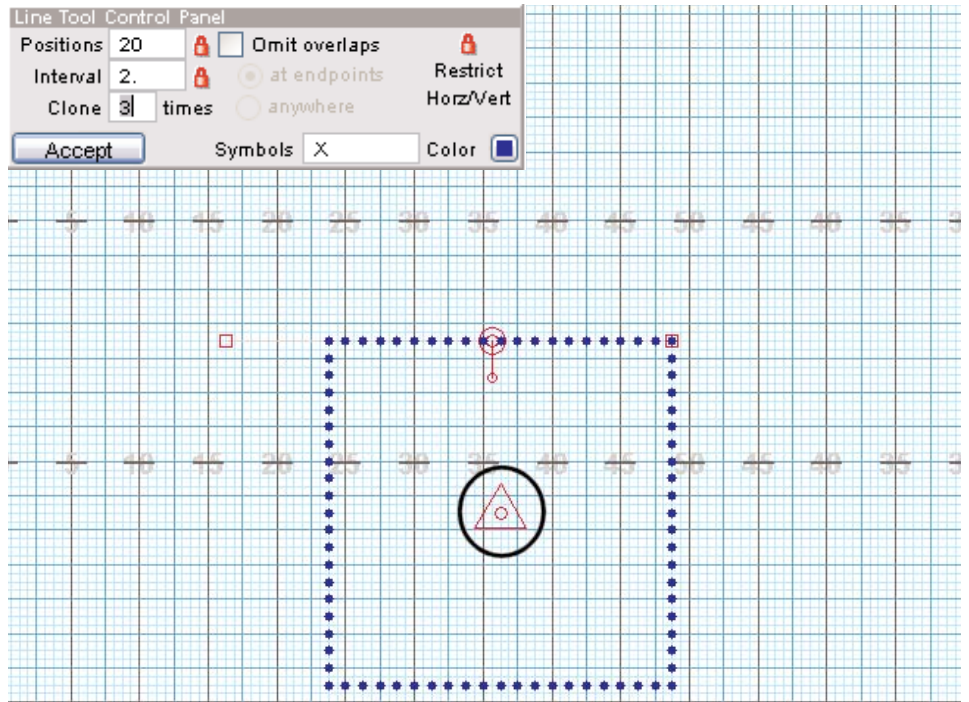 Line Tool Control Panel
Positions 20 Omit overlaps
Interval 2. at endpoints Restrict
Clone 3 times anywhere Horz/Vert
Accept Symbols X Color
5 10 15 20 25 30 35 40 45 50 45 40 35 3
5 10 15 20 25 30 35 40 45 50 45 40 35 3